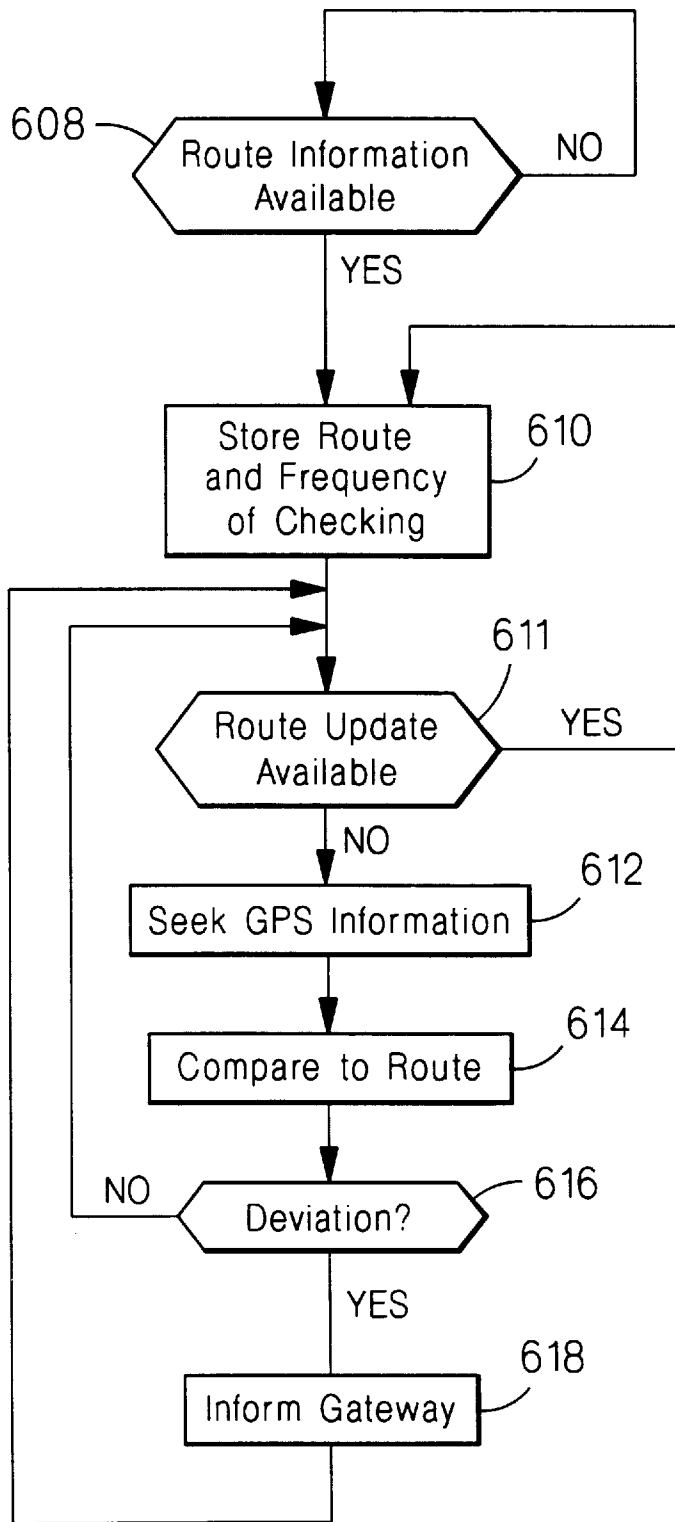 608
Route Information
Available
NO
YES
Store Route
and Frequency
of Checking
610
611
Route Update
Available
YES
NO
612
Seek GPS Information
614
Compare to Route
NO
616
Deviation?
YES
618
Inform Gateway